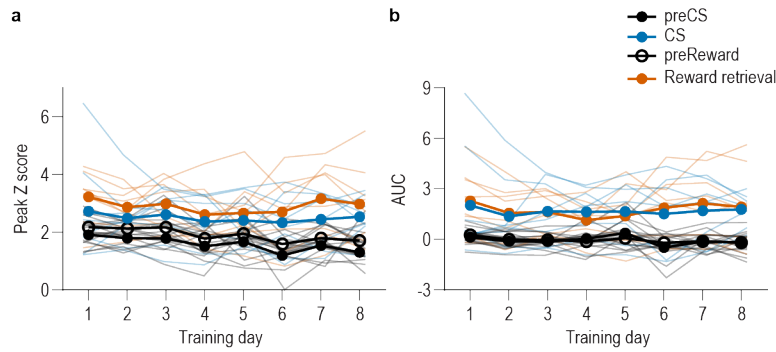 a
b
preCS
CS
preReward
Reward retrieval
Peak Z score
6
4
2
0
1 2 3 4 5 6 7 8
Training day
AUC
9
6
3
0
-3
1 2 3 4 5 6 7 8
Training day